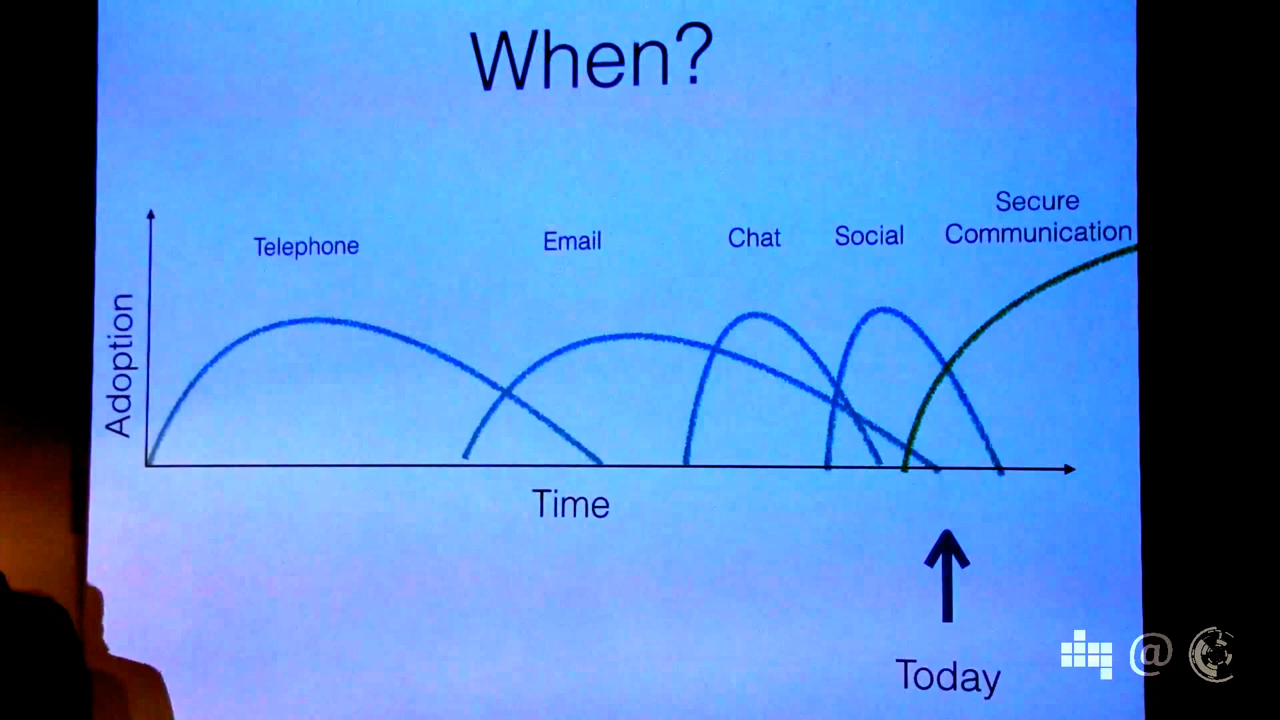 When?
Telephone
Email
Chat
Social
Secure
Communication
Adoption
Time
Today
@